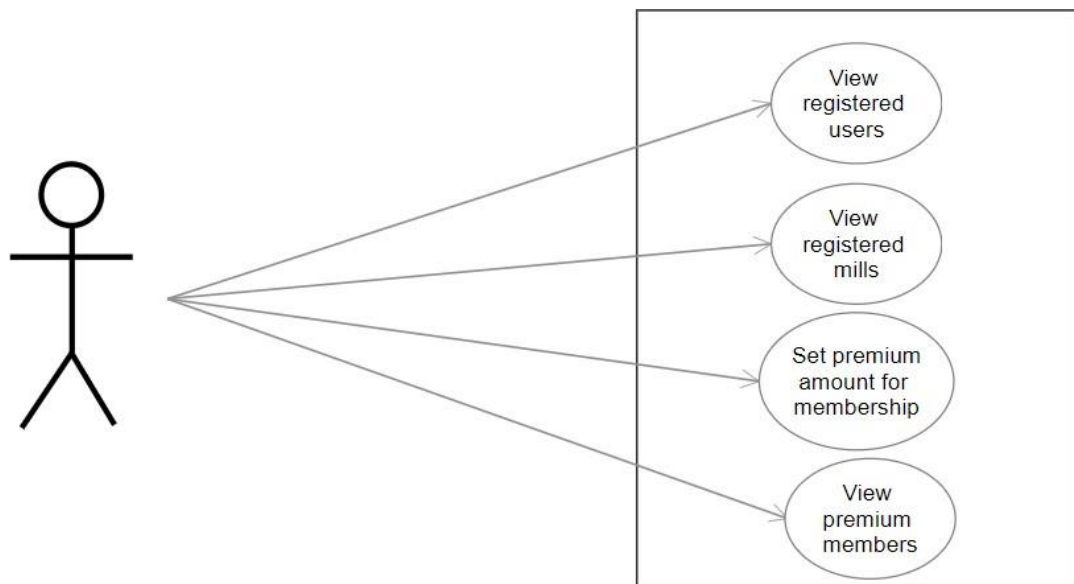 View
registered
users
View
registered
mills
Set premium
amount for
membership
View
premium
members